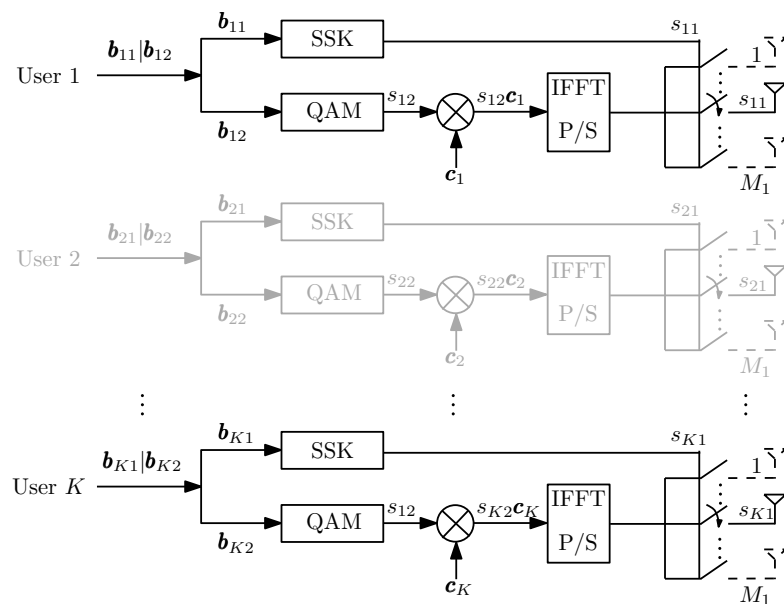 b11 s11
b11|b12 SSK 1
User 1
IFFT
QAM s12 s12c1 s11
b12 P/S
c1 M1
b21 s21
b21|b22 SSK 1
User 2
IFFT
QAM s22 s22c2 s21
b22 P/S
c2 M1
⋮ ⋮ ⋮
bK1 sK1
bK1|bK2 SSK 1
User K
IFFT
QAM s12 sK2cK sK1
bK2 P/S
cK M1